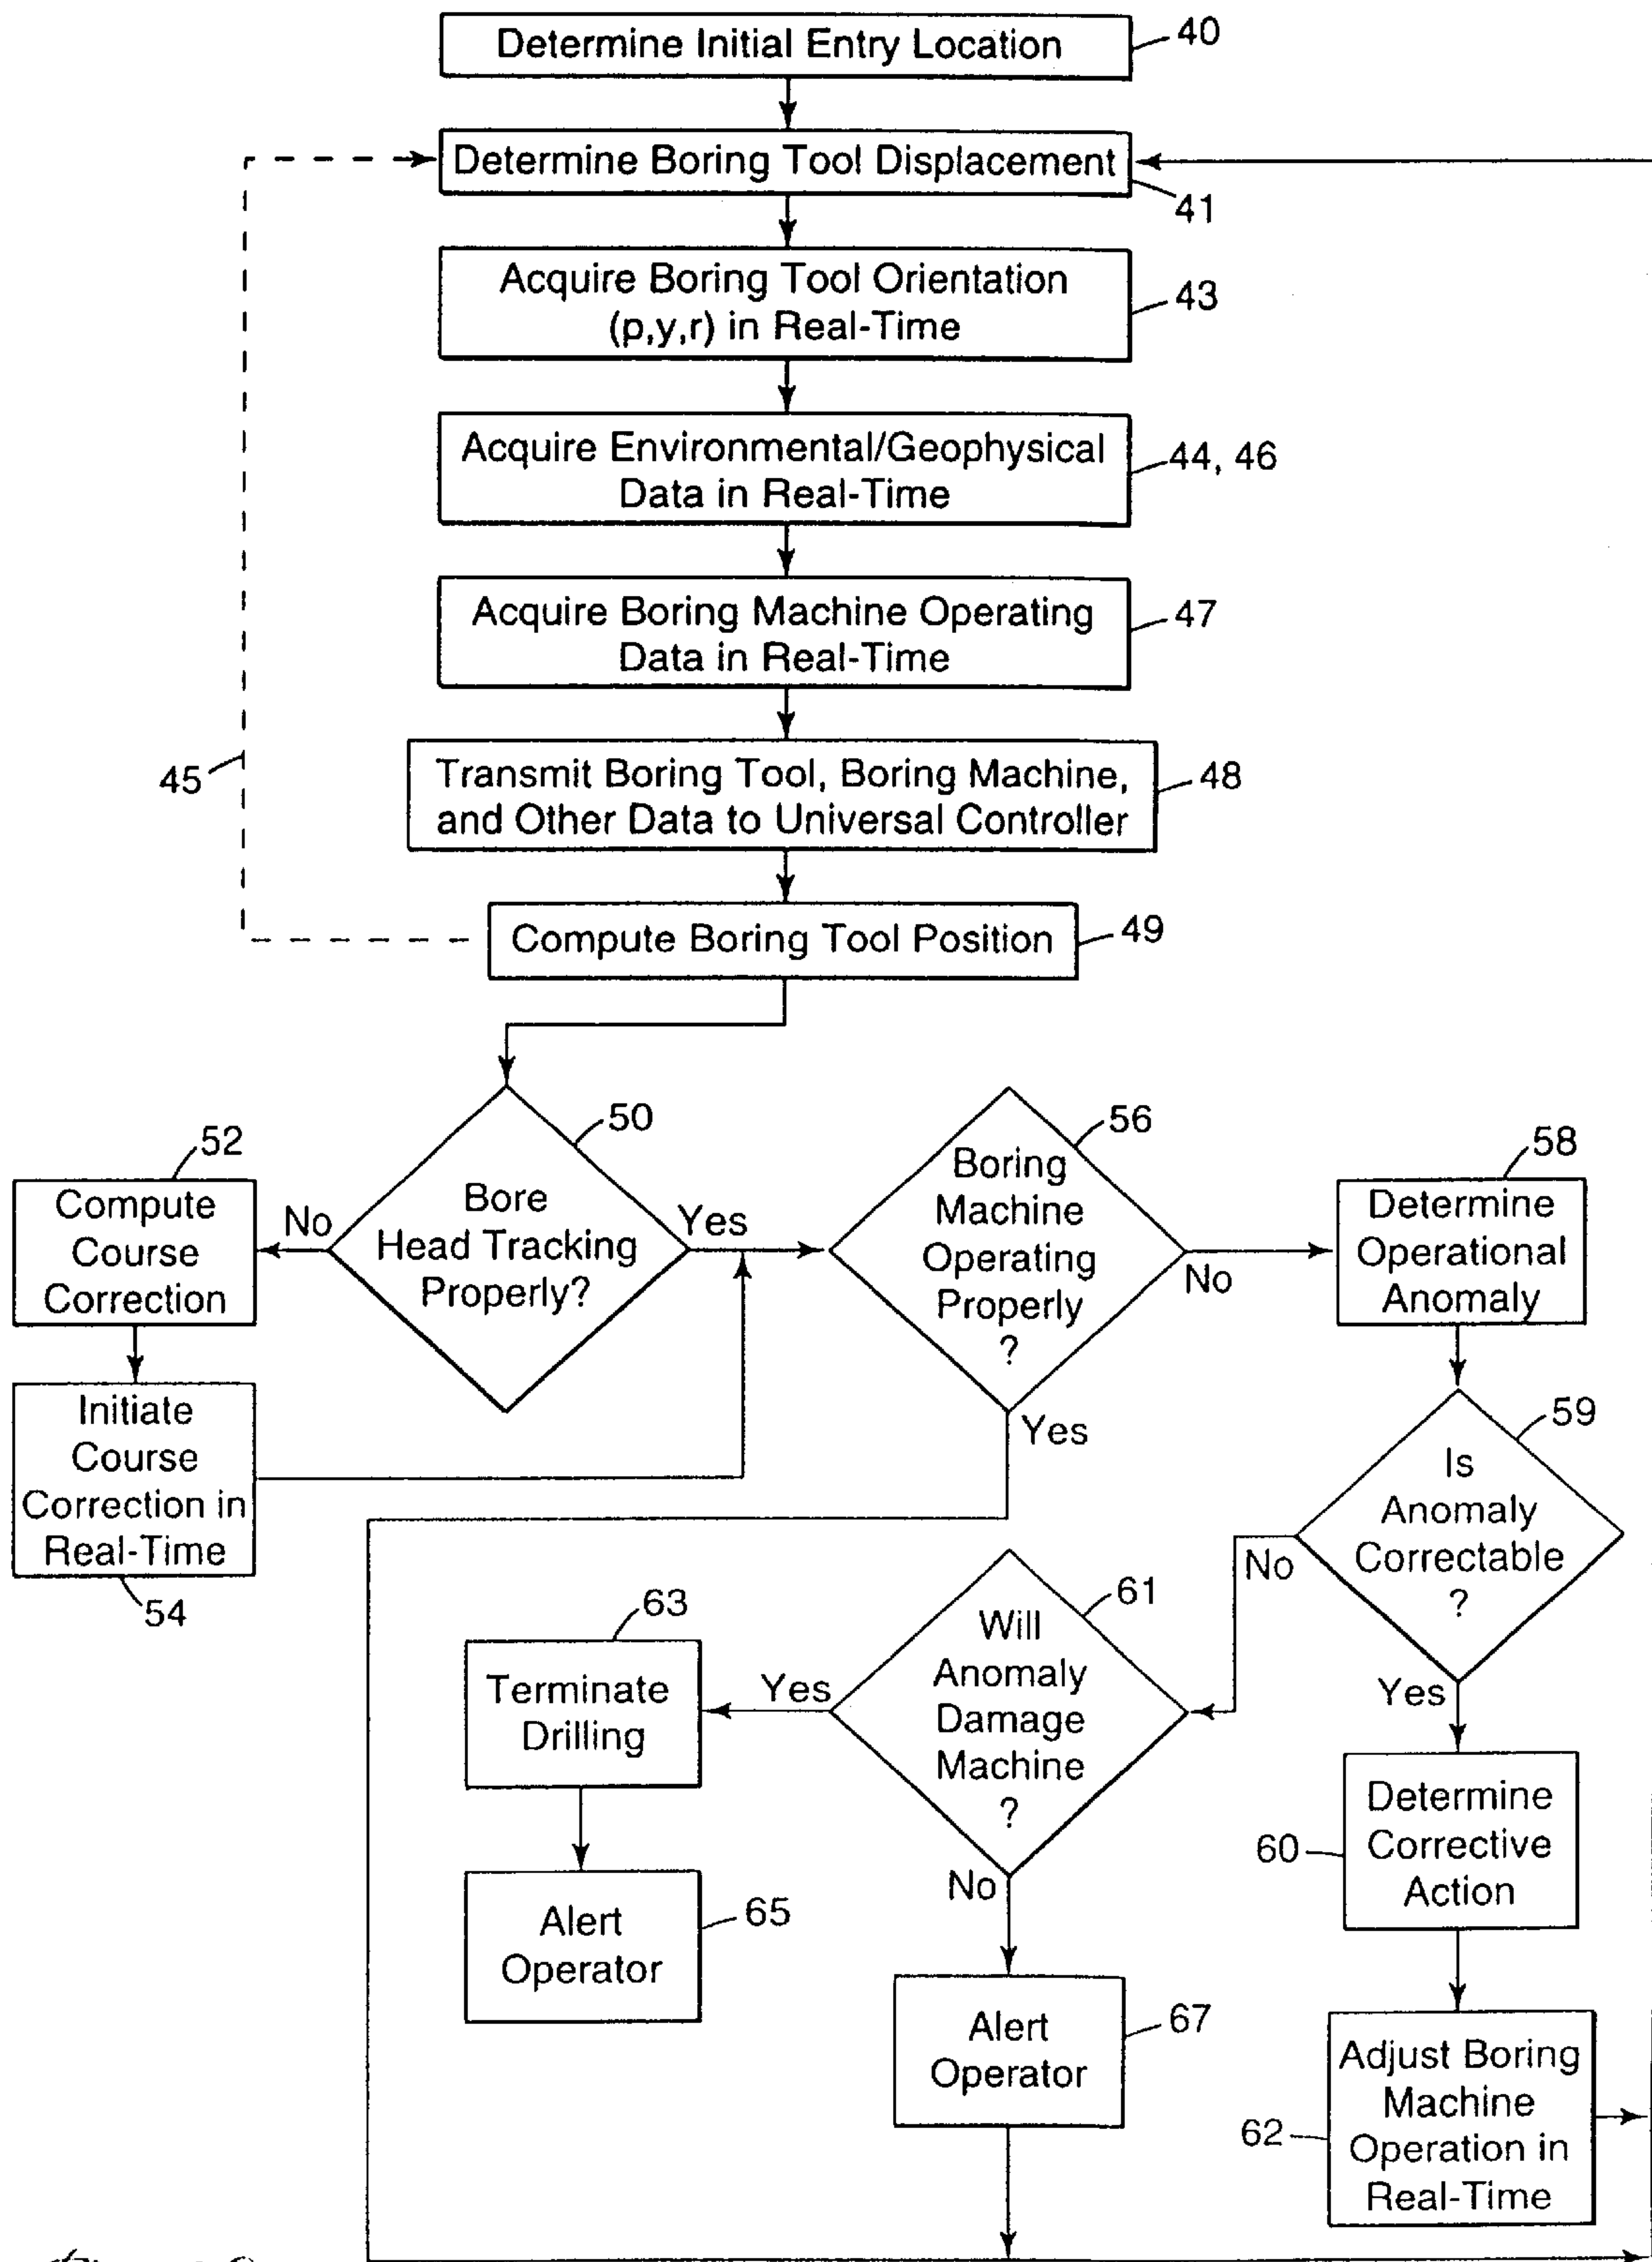 Determine Initial Entry Location
40
Determine Boring Tool Displacement
41
Acquire Boring Tool Orientation
(p,y,r) in Real-Time
43
Acquire Environmental/Geophysical
Data in Real-Time
44, 46
Acquire Boring Machine Operating
Data in Real-Time
47
45
Transmit Boring Tool, Boring Machine,
and Other Data to Universal Controller
48
Compute Boring Tool Position
49
52
Compute
Course
Correction
No
50
Bore
Head Tracking
Properly?
Yes
56
Boring
Machine
Operating
Properly
?
No
Yes
58
Determine
Operational
Anomaly
Initiate
Course
Correction in
Real-Time
54
59
Is
Anomaly
Correctable
?
No
Yes
61
Will
Anomaly
Damage
Machine
?
Yes
No
63
Terminate
Drilling
65
Alert
Operator
67
Alert
Operator
60
Determine
Corrective
Action
62
Adjust Boring
Machine
Operation in
Real-Time